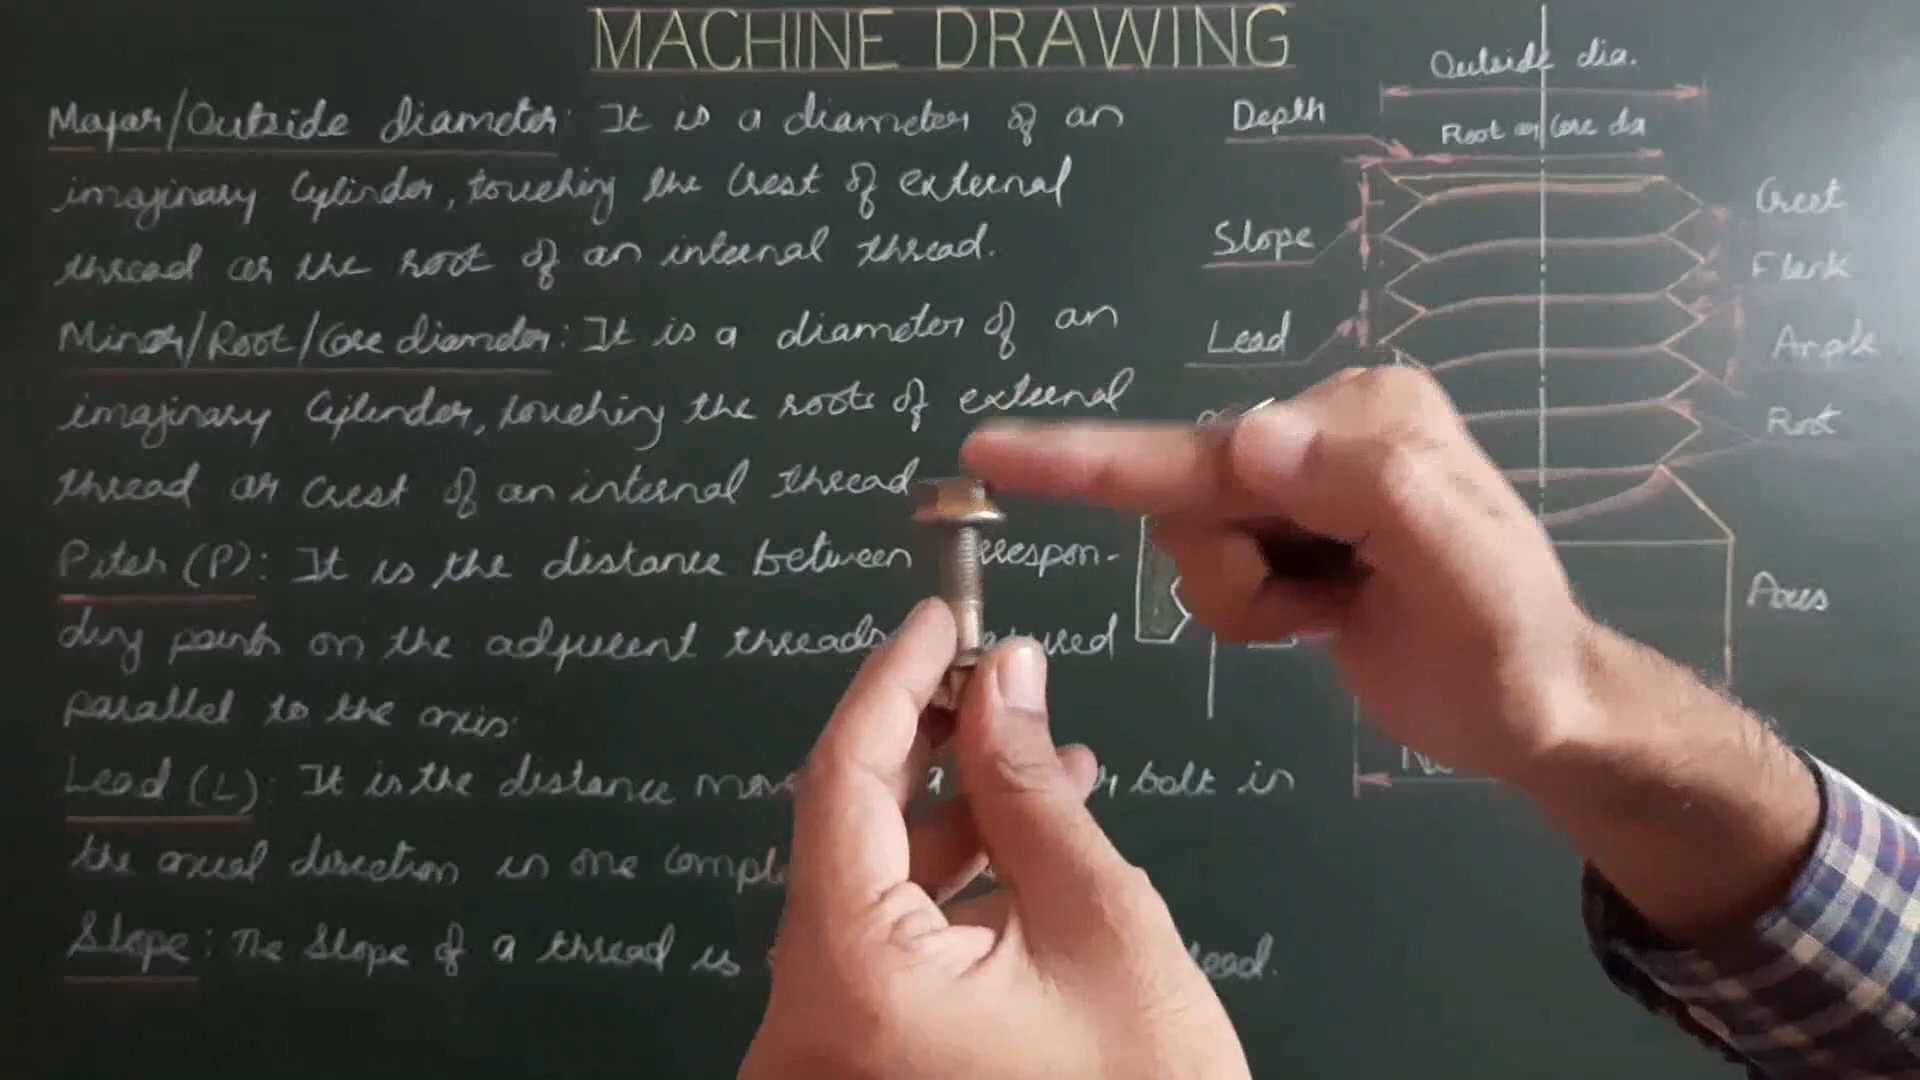 MACHINE DRAWING
Major/Outside diameter: It is a diameter of an
imaginary Cylinder, touching the Crest of external
thread or the root of an internal thread.
Minor/Root/Core diameter: It is a diameter of an
imaginary Cylinder, touching the roots of external
thread or Crest of an internal thread
Pitch (P): It is the distance between
ding points on the adjacent threads
parallel to the axis.
Lead (L): It is the distance bolt in
the axial direction in one
Slope: The Slope of a thread is lead.
Outside dia.
Depth
Root or Core dia
Crest
Slope
Flank
Lead
Angle
Root
Axis